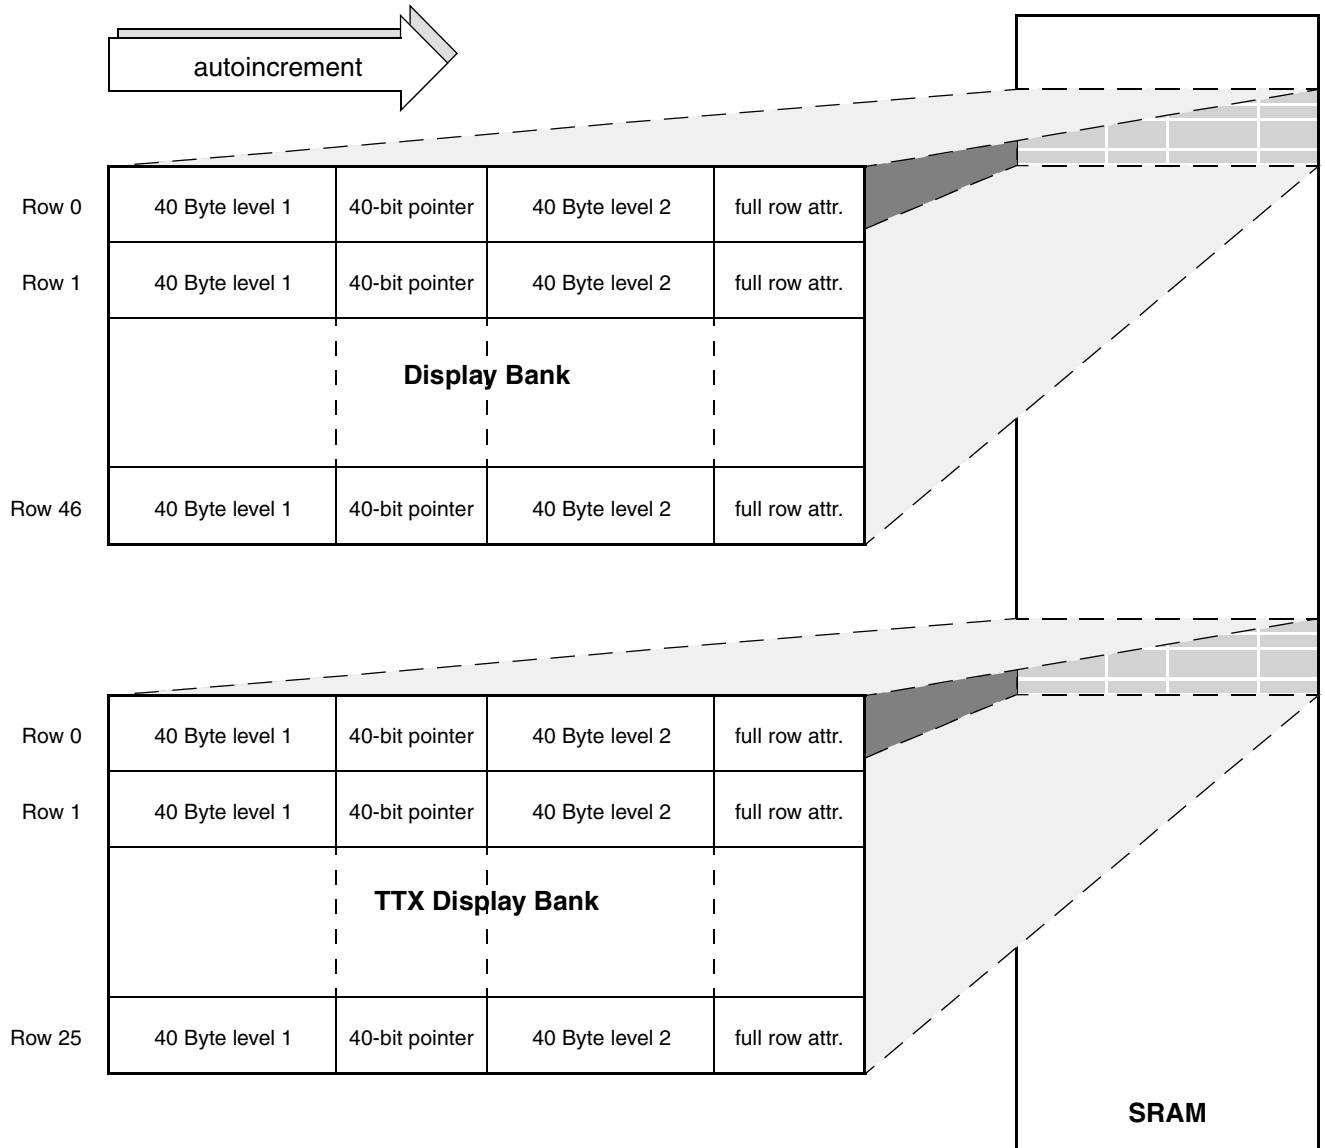 autoincrement
Row 0 40 Byte level 1 40-bit pointer 40 Byte level 2 full row attr.
Row 1 40 Byte level 1 40-bit pointer 40 Byte level 2 full row attr.
Display Bank
Row 46 40 Byte level 1 40-bit pointer 40 Byte level 2 full row attr.
Row 0 40 Byte level 1 40-bit pointer 40 Byte level 2 full row attr.
Row 1 40 Byte level 1 40-bit pointer 40 Byte level 2 full row attr.
TTX Display Bank
Row 25 40 Byte level 1 40-bit pointer 40 Byte level 2 full row attr.
SRAM